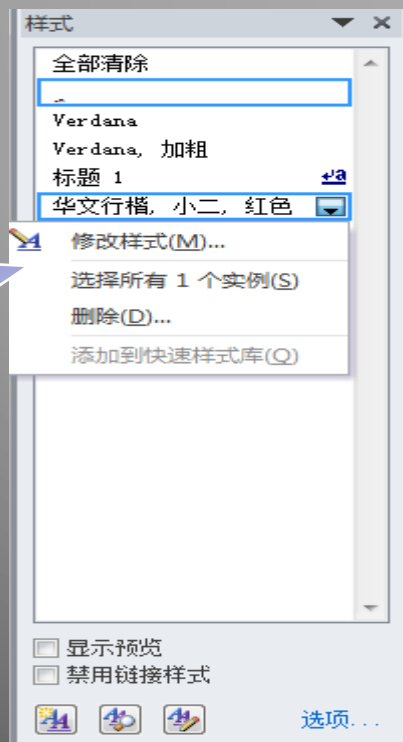 样式
全部清除
Verdana
Verdana, 加粗
标题 1
华文行楷, 小二, 红色
修改样式(M)...
选择所有 1 个实例(S)
删除(D)...
添加到快速样式库(Q)
显示预览
禁用链接样式
选项...